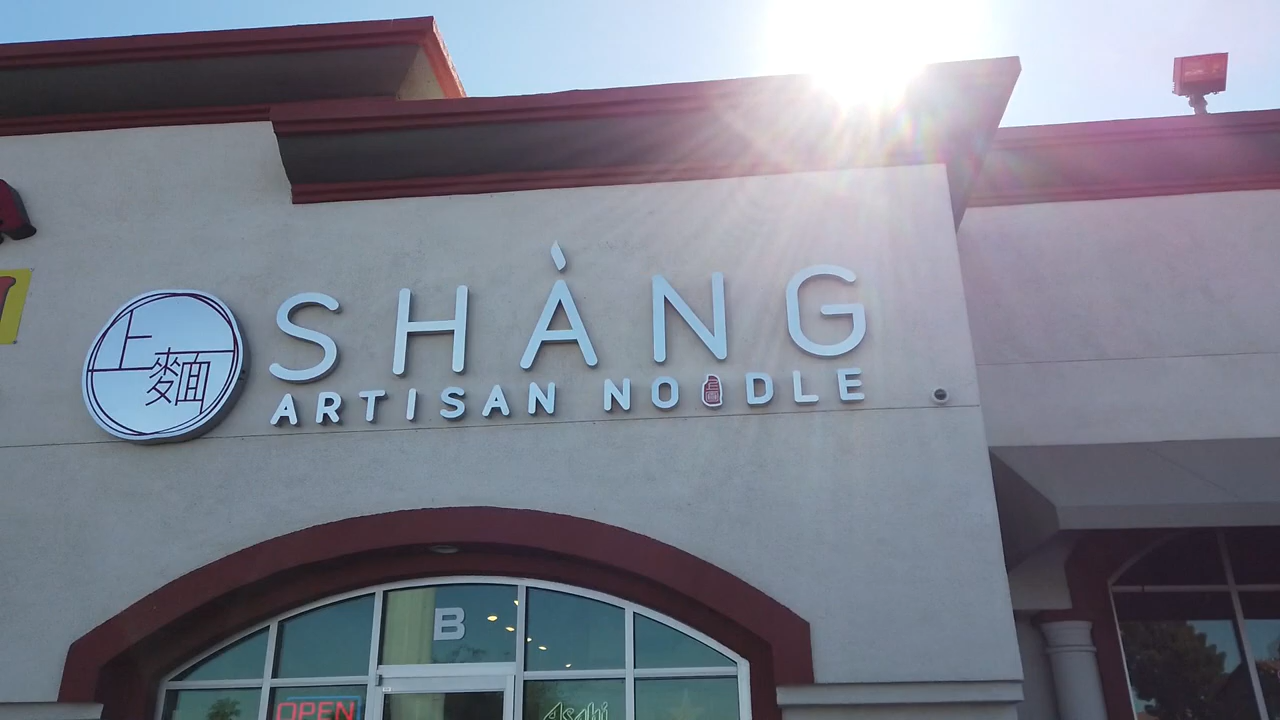 上麵
SHÀNG
ARTISAN NOODLE
B
OPEN
Asahi